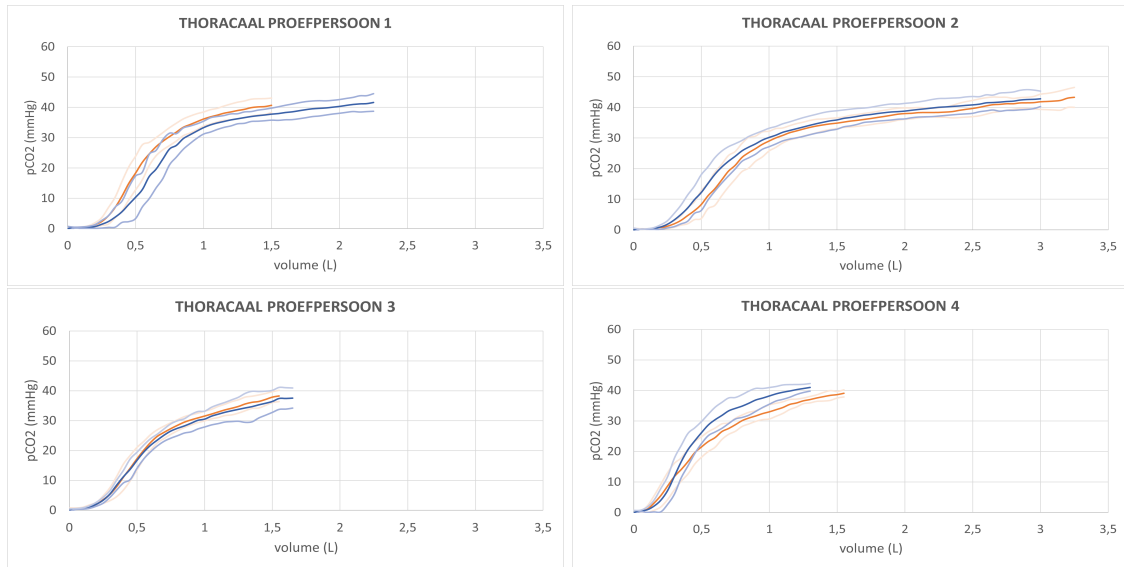 THORACAAL PROEFPERSOON 1
60
50
40
30
20
10
0
pCO2 (mmHg)
0 0,5 1 1,5 2 2,5 3 3,5
volume (L)
THORACAAL PROEFPERSOON 2
60
50
40
30
20
10
0
pCO2 (mmHg)
0 0,5 1 1,5 2 2,5 3 3,5
volume (L)
THORACAAL PROEFPERSOON 3
60
50
40
30
20
10
0
pCO2 (mmHg)
0 0,5 1 1,5 2 2,5 3 3,5
volume (L)
THORACAAL PROEFPERSOON 4
60
50
40
30
20
10
0
pCO2 (mmHg)
0 0,5 1 1,5 2 2,5 3 3,5
volume (L)